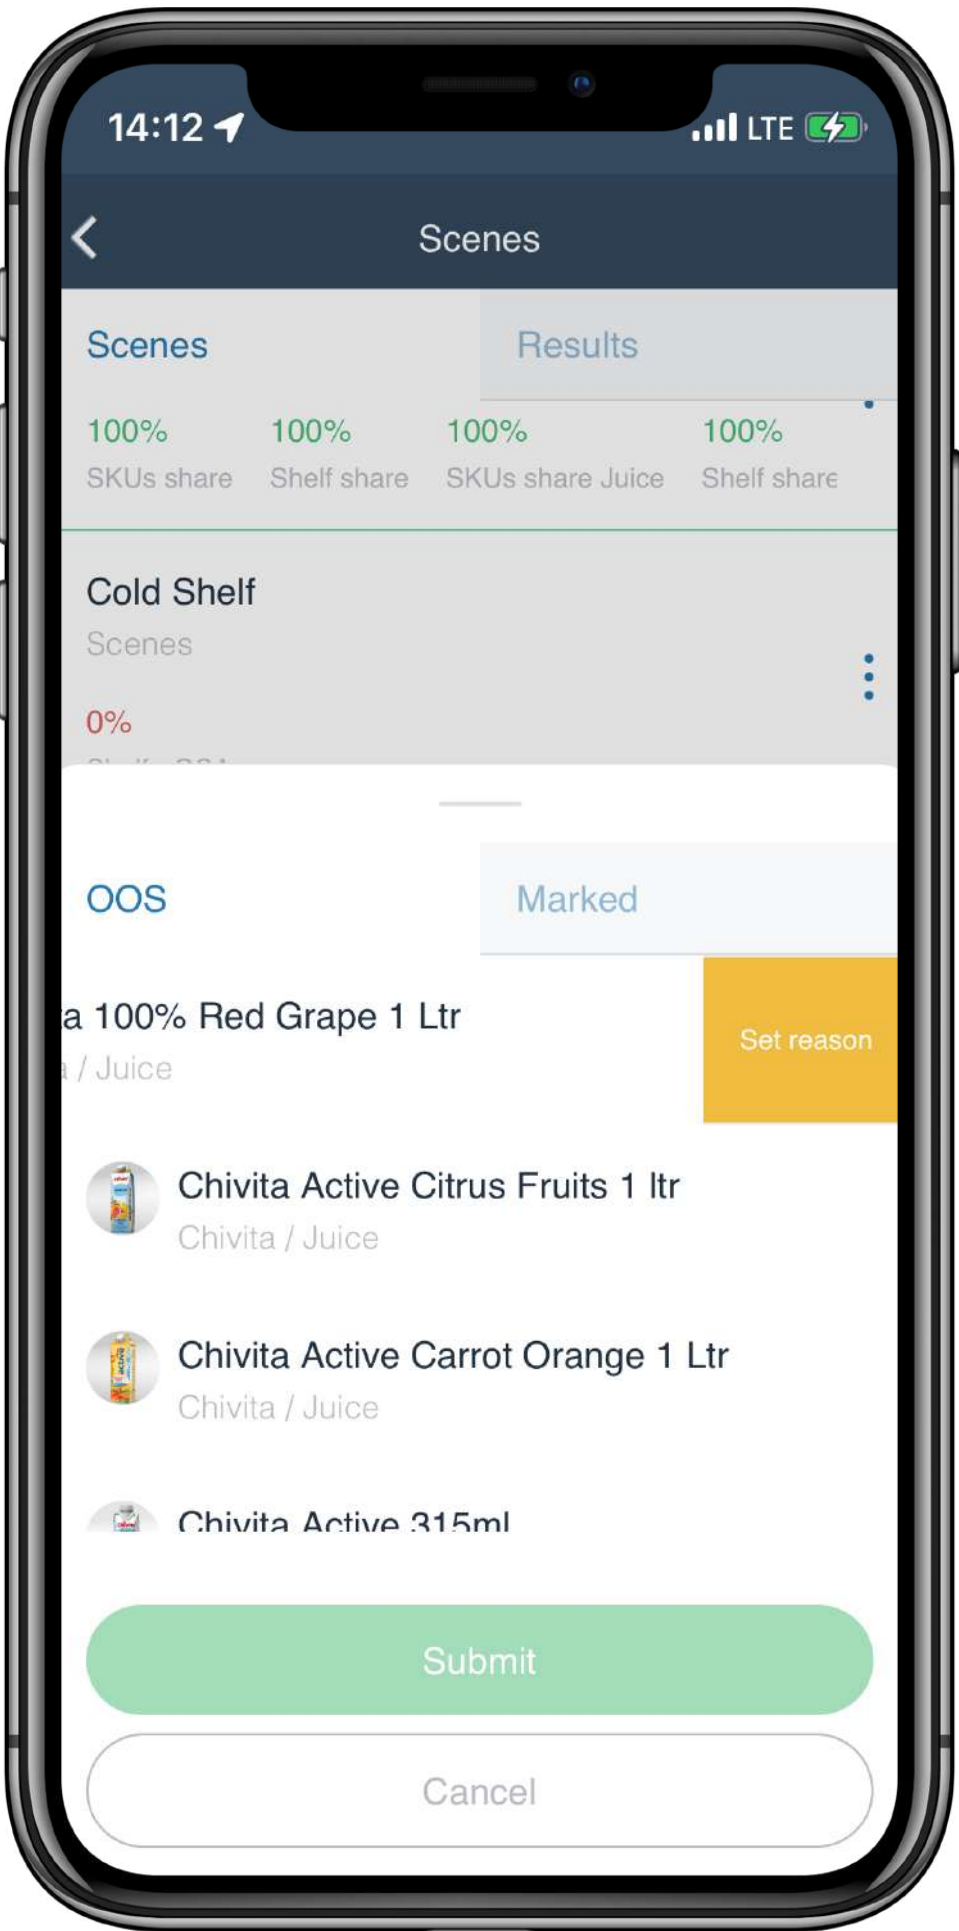 14:12
LTE
Scenes
Scenes Results
100% 100% 100% 100%
SKUs share Shelf share SKUs share Juice Shelf share
Cold Shelf
Scenes
0%
OOS Marked
a 100% Red Grape 1 Ltr
Set reason
a / Juice
Chivita Active Citrus Fruits 1 ltr
Chivita / Juice
Chivita Active Carrot Orange 1 Ltr
Chivita / Juice
Chivita Active 315ml
Submit
Cancel